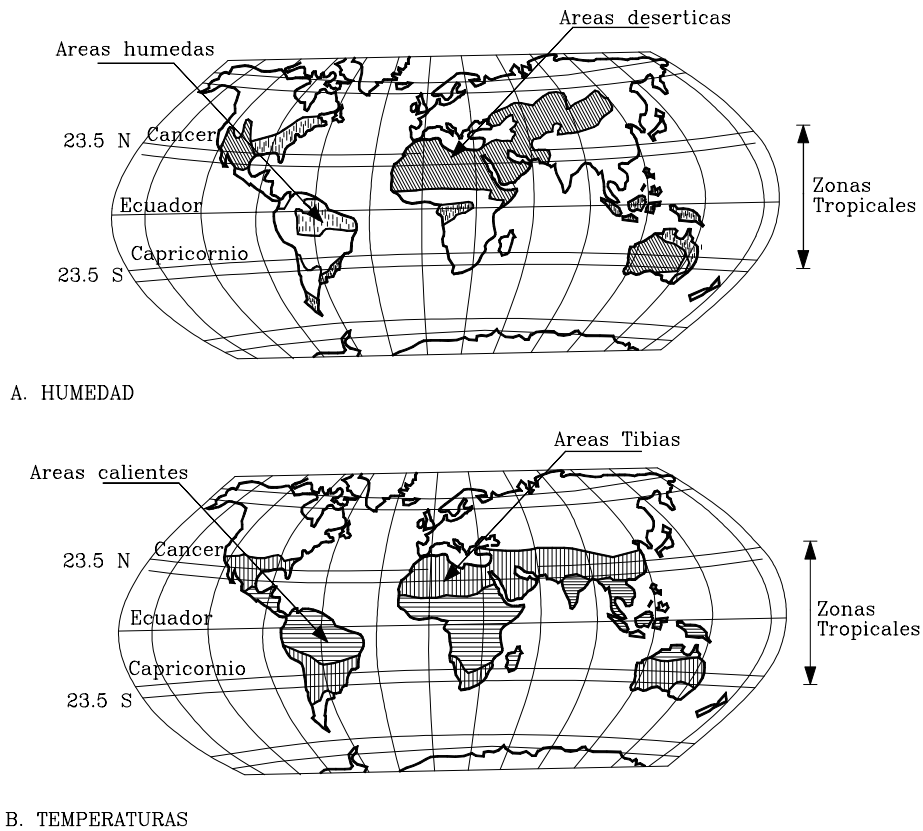 Areas deserticas
Areas humedas
23.5 N Cancer
Ecuador
Zonas
Tropicales
Capricornio
23.5 S
A. HUMEDAD
Areas Tibias
Areas calientes
23.5 N Cancer
Ecuador
Zonas
Tropicales
Capricornio
23.5 S
B. TEMPERATURAS